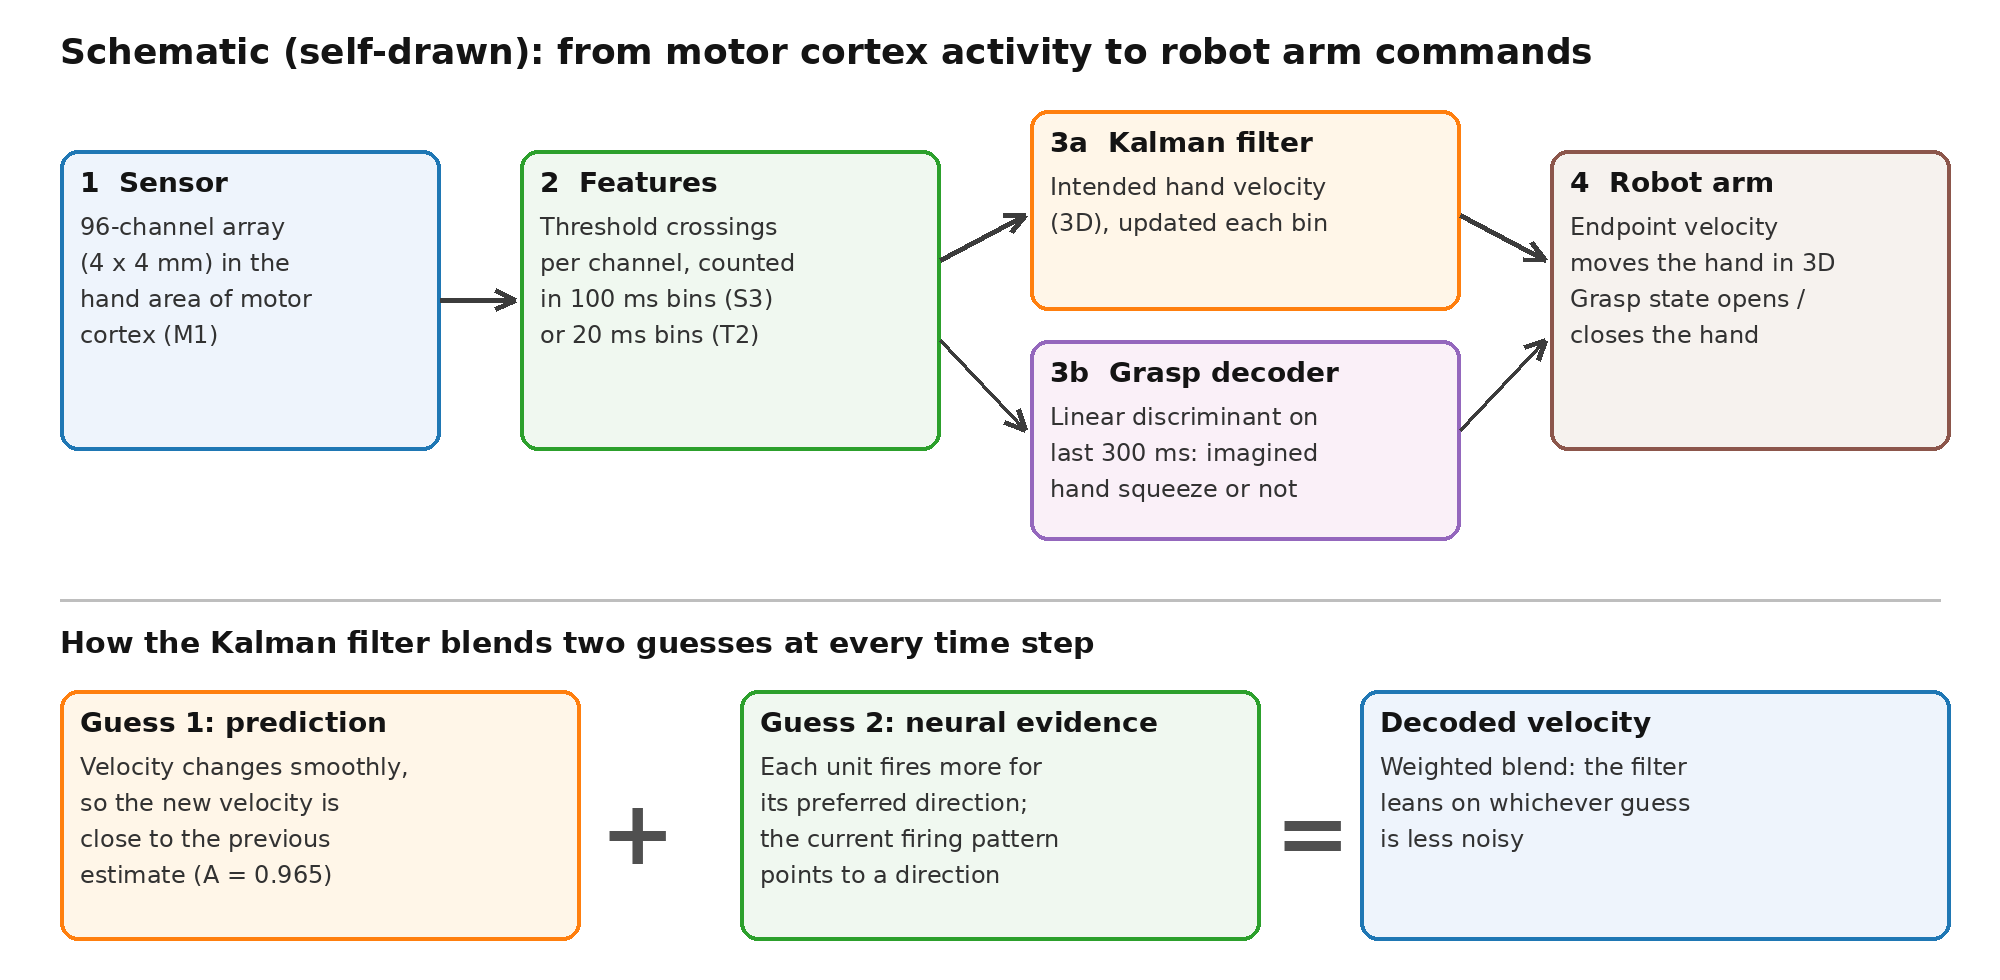 Schematic (self-drawn): from motor cortex activity to robot arm commands
1 Sensor
96-channel array
(4 x 4 mm) in the
hand area of motor
cortex (M1)
2 Features
Threshold crossings
per channel, counted
in 100 ms bins (S3)
or 20 ms bins (T2)
3a Kalman filter
Intended hand velocity
(3D), updated each bin
3b Grasp decoder
Linear discriminant on
last 300 ms: imagined
hand squeeze or not
4 Robot arm
Endpoint velocity
moves the hand in 3D
Grasp state opens /
closes the hand
How the Kalman filter blends two guesses at every time step
Guess 1: prediction
Velocity changes smoothly,
so the new velocity is
close to the previous
estimate (A = 0.965)
+
Guess 2: neural evidence
Each unit fires more for
its preferred direction;
the current firing pattern
points to a direction
=
Decoded velocity
Weighted blend: the filter
leans on whichever guess
is less noisy